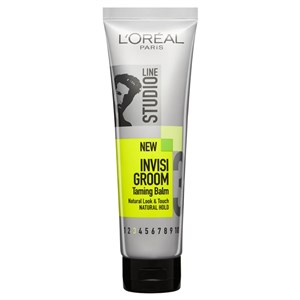 L'ORÉAL
PARIS
STUDIO LINE
NEW
INVISI
GROOM
Taming Balm
Natural Look & Touch
NATURAL HOLD
1 2 3 4 5 6 7 8 9 10